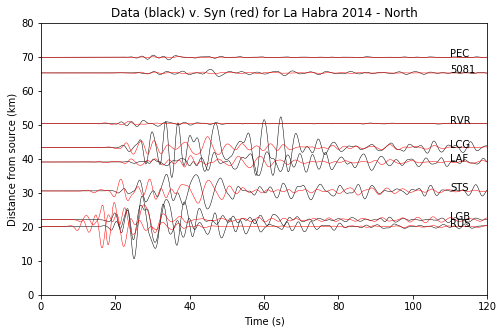 Data (black) v. Syn (red) for La Habra 2014 - North
80
70
60
50
40
30
20
10
0
Distance from source (km)
PEC
5081
RVR
LCG
LAF
STS
LGB
RUS
0 20 40 60 80 100 120
Time (s)